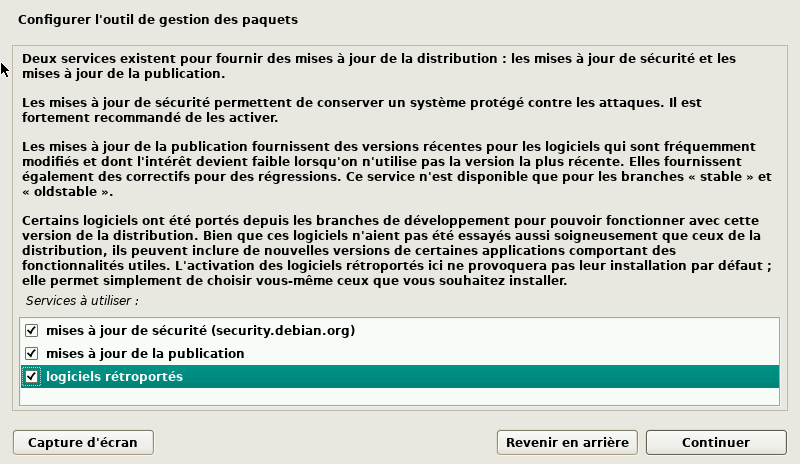 Configurer l'outil de gestion des paquets
Deux services existent pour fournir des mises à jour de la distribution : les mises à jour de sécurité et les
mises à jour de la publication.
Les mises à jour de sécurité permettent de conserver un système protégé contre les attaques. Il est
fortement recommandé de les activer.
Les mises à jour de la publication fournissent des versions récentes pour les logiciels qui sont fréquemment
modifiés et dont l'intérêt devient faible lorsqu'on n'utilise pas la version la plus récente. Elles fournissent
également des correctifs pour des régressions. Ce service n'est disponible que pour les branches « stable » et
« oldstable ».
Certains logiciels ont été portés depuis les branches de développement pour pouvoir fonctionner avec cette
version de la distribution. Bien que ces logiciels n'aient pas été essayés aussi soigneusement que ceux de la
distribution, ils peuvent inclure de nouvelles versions de certaines applications comportant des
fonctionnalités utiles. L'activation des logiciels rétroportés ici ne provoquera pas leur installation par défaut ;
elle permet simplement de choisir vous-même ceux que vous souhaitez installer.
Services à utiliser :
mises à jour de sécurité (security.debian.org)
mises à jour de la publication
logiciels rétroportés
Capture d'écran
Revenir en arrière
Continuer